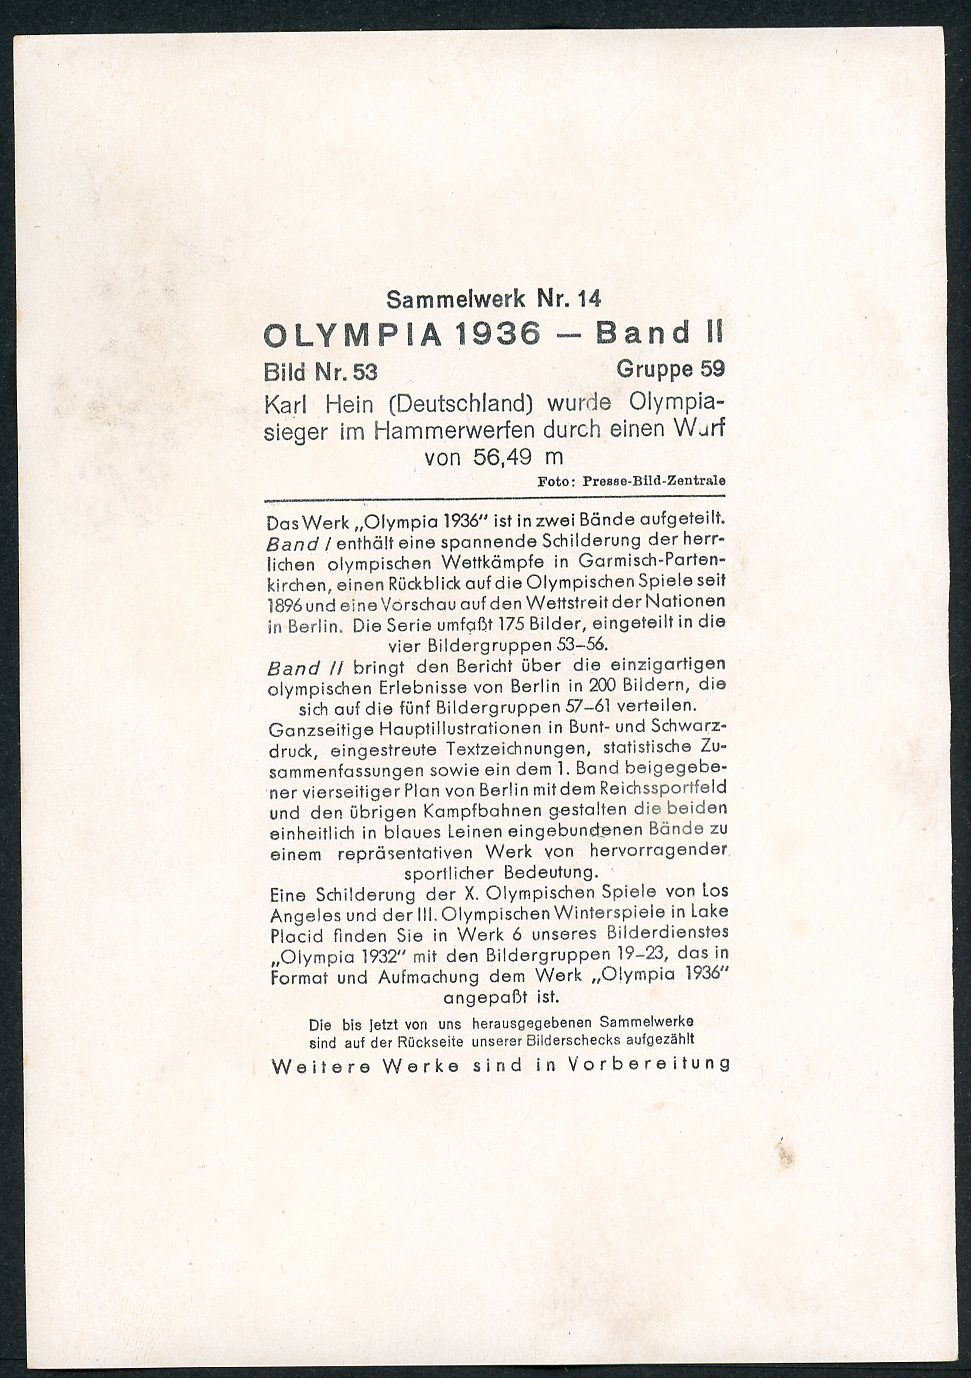 Sammelwerk Nr. 14
OLYMPIA 1936 — Band II
Bild Nr. 53 Gruppe 59
Karl Hein (Deutschland) wurde Olympia-
sieger im Hammerwerfen durch einen Wurf
von 56,49 m
Foto: Presse-Bild-Zentrale
Das Werk „Olympia 1936“ ist in zwei Bände aufgeteilt.
Band I enthält eine spannende Schilderung der herr-
lichen olympischen Wettkämpfe in Garmisch-Parten-
kirchen, einen Rückblick auf die Olympischen Spiele seit
1896 und eine Vorschau auf den Wettstreit der Nationen
in Berlin. Die Serie umfaßt 175 Bilder, eingeteilt in die
vier Bildergruppen 53–56.
Band II bringt den Bericht über die einzigartigen
olympischen Erlebnisse von Berlin in 200 Bildern, die
sich auf die fünf Bildergruppen 57–61 verteilen.
Ganzseitige Hauptillustrationen in Bunt- und Schwarz-
druck, eingestreute Textzeichnungen, statistische Zu-
sammenfassungen sowie ein dem 1. Band beigegebe-
ner vierseitiger Plan von Berlin mit dem Reichssportfeld
und den übrigen Kampfbahnen gestalten die beiden
einheitlich in blaues Leinen eingebundenen Bände zu
einem repräsentativen Werk von hervorragender
sportlicher Bedeutung.
Eine Schilderung der X. Olympischen Spiele von Los
Angeles und der III. Olympischen Winterspiele in Lake
Placid finden Sie in Werk 6 unseres Bilderdienstes
„Olympia 1932“ mit den Bildergruppen 19–23, das in
Format und Aufmachung dem Werk „Olympia 1936“
angepaßt ist.
Die bis jetzt von uns herausgegebenen Sammelwerke
sind auf der Rückseite unserer Bilderschecks aufgezählt
Weitere Werke sind in Vorbereitung